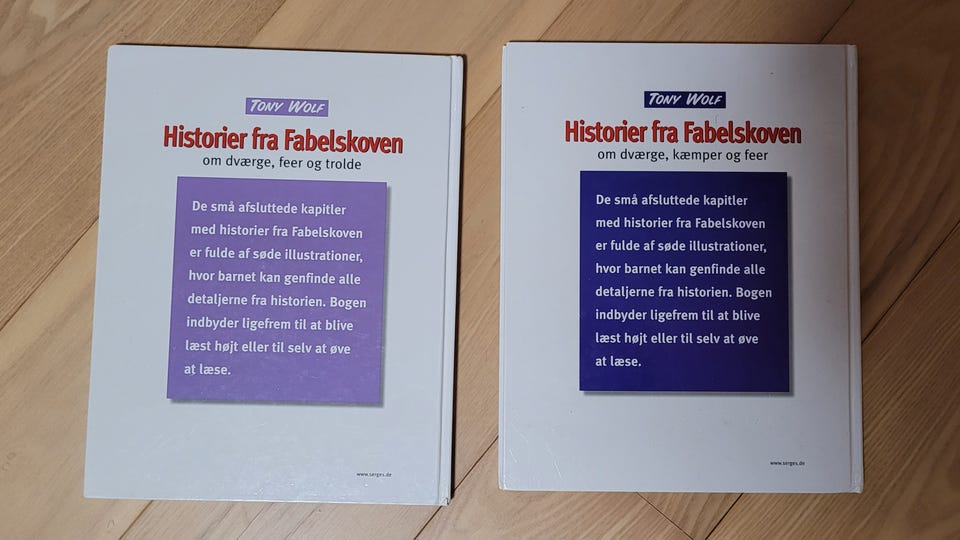 TONY WOLF
Historier fra Fabelskoven
om dværge, feer og trolde
De små afsluttede kapitler
med historier fra Fabelskoven
er fulde af søde illustrationer,
hvor barnet kan genfinde alle
detaljerne fra historien. Bogen
indbyder ligefrem til at blive
læst højt eller til selv at øve
at læse.
www.serges.de
TONY WOLF
Historier fra Fabelskoven
om dværge, kæmper og feer
De små afsluttede kapitler
med historier fra Fabelskoven
er fulde af søde illustrationer,
hvor barnet kan genfinde alle
detaljerne fra historien. Bogen
indbyder ligefrem til at blive
læst højt eller til selv at øve
at læse.
www.serges.de